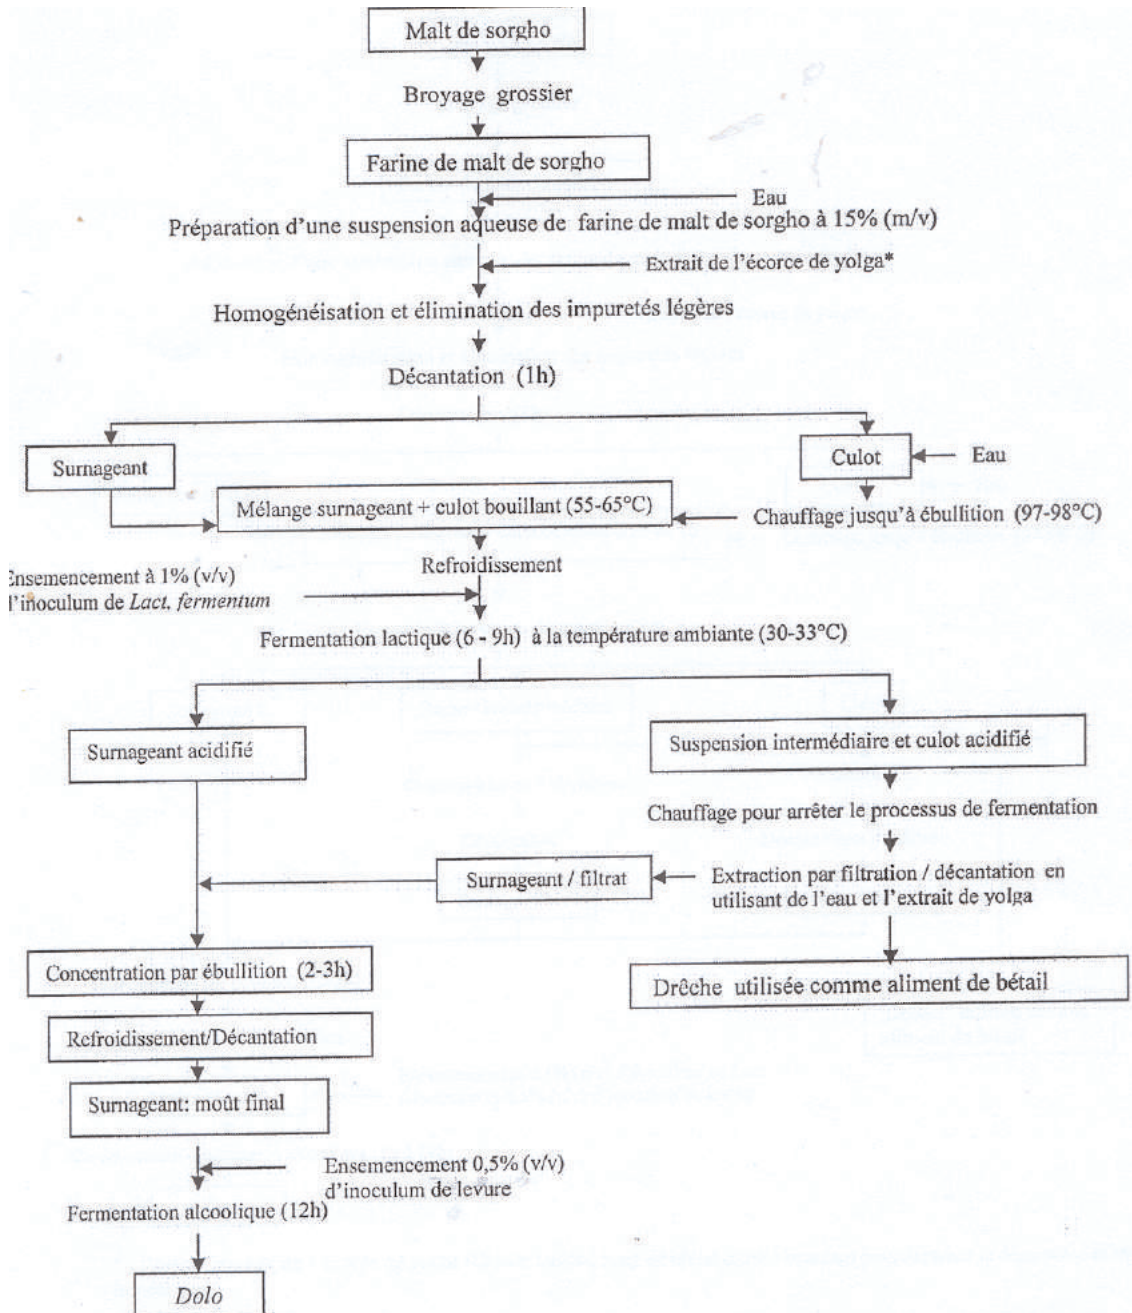 Malt de sorgho
Broyage grossier
Farine de malt de sorgho
Eau
Préparation d'une suspension aqueuse de farine de malt de sorgho à 15% (m/v)
Extrait de l'écorce de yolga*
Homogénéisation et élimination des impuretés légères
Décantation (1h)
Surnageant
Culot
Eau
Mélange surnageant + culot bouillant (55-65°C)
Chauffage jusqu'à ébullition (97-98°C)
Refroidissement
Ensemencement à 1% (v/v)
l'inoculum de Lact. fermentum
Fermentation lactique (6 - 9h) à la température ambiante (30-33°C)
Surnageant acidifié
Suspension intermédiaire et culot acidifié
Chauffage pour arrêter le processus de fermentation
Surnageant / filtrat
Extraction par filtration / décantation en
utilisant de l'eau et l'extrait de yolga
Concentration par ébullition (2-3h)
Drêche utilisée comme aliment de bétail
Refroidissement/Décantation
Surnageant: moût final
Ensemencement 0,5% (v/v)
d'inoculum de levure
Fermentation alcoolique (12h)
Dolo